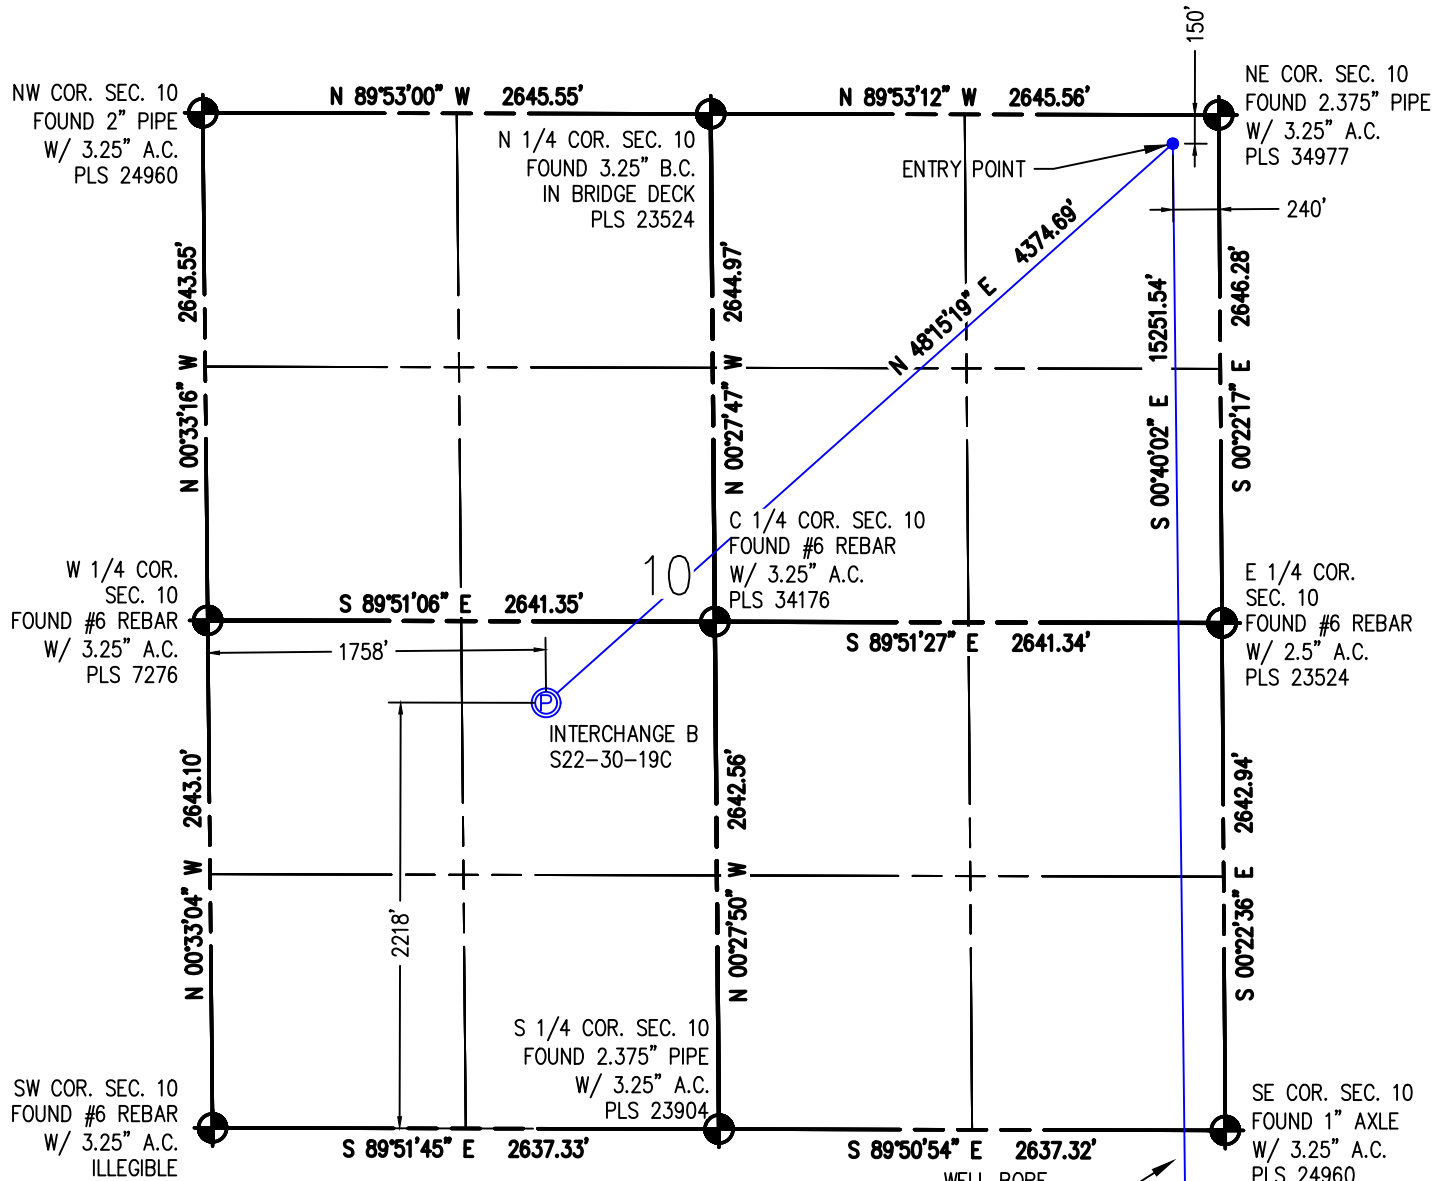 150'
NW COR. SEC. 10
FOUND 2" PIPE
W/ 3.25" A.C.
PLS 24960
N 89°53'00" W 2645.55'
N 89°53'12" W 2645.56'
NE COR. SEC. 10
FOUND 2.375" PIPE
W/ 3.25" A.C.
PLS 34977
N 1/4 COR. SEC. 10
FOUND 3.25" B.C.
IN BRIDGE DECK
PLS 23524
ENTRY POINT
240'
N 00°33'16" W 2643.55'
N 00°27'47" W 2644.97'
N 48°15'19" E 4374.69'
S 00°40'02" E 15251.54'
S 00°22'17" E 2646.28'
C 1/4 COR. SEC. 10
FOUND #6 REBAR
W/ 3.25" A.C.
PLS 34176
10
W 1/4 COR.
SEC. 10
FOUND #6 REBAR
W/ 3.25" A.C.
PLS 7276
S 89°51'06" E 2641.35'
S 89°51'27" E 2641.34'
E 1/4 COR.
SEC. 10
FOUND #6 REBAR
W/ 2.5" A.C.
PLS 23524
1758'
P
INTERCHANGE B
S22-30-19C
N 00°33'04" W 2643.10'
2218'
N 00°27'50" W 2642.56'
S 00°22'36" E 2642.94'
S 1/4 COR. SEC. 10
FOUND 2.375" PIPE
W/ 3.25" A.C.
PLS 23904
SW COR. SEC. 10
FOUND #6 REBAR
W/ 3.25" A.C.
ILLEGIBLE
S 89°51'45" E 2637.33'
S 89°50'54" E 2637.32'
SE COR. SEC. 10
FOUND 1" AXLE
W/ 3.25" A.C.
PLS 24960
WELL BORE